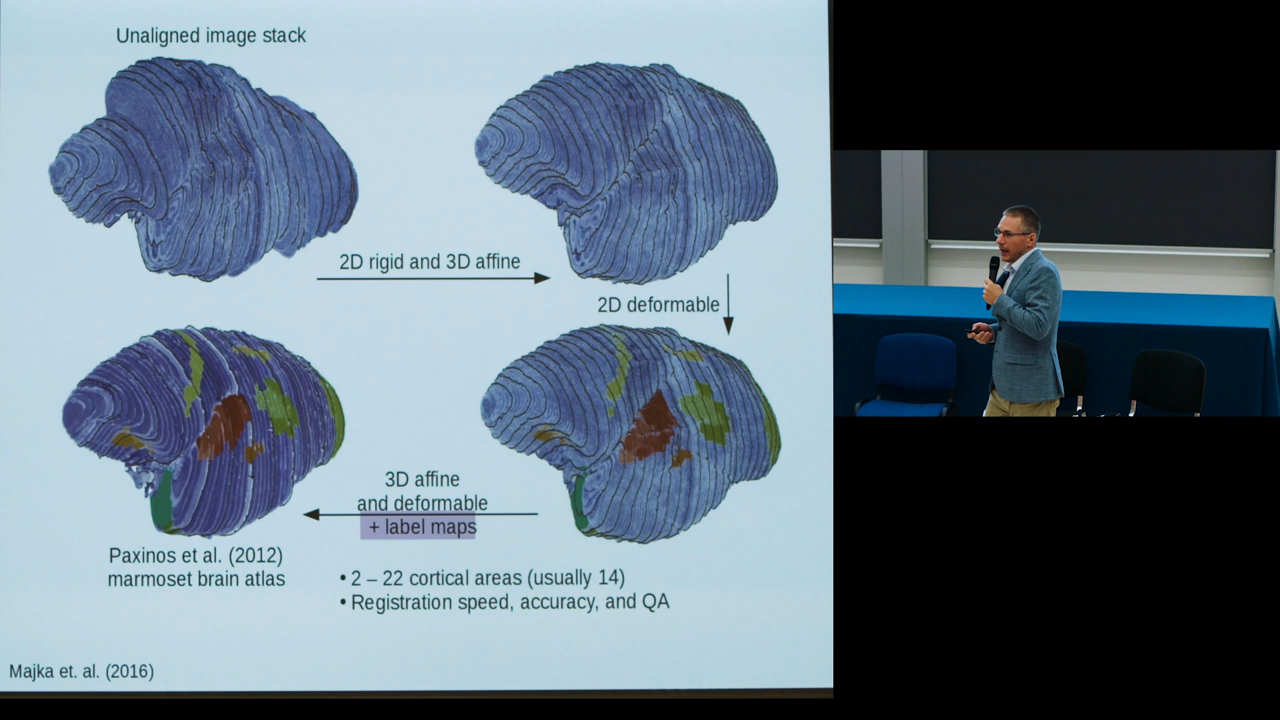 Unaligned image stack
2D rigid and 3D affine
2D deformable
3D affine
and deformable
+ label maps
Paxinos et al. (2012)
marmoset brain atlas
• 2 – 22 cortical areas (usually 14)
• Registration speed, accuracy, and QA
Majka et. al. (2016)